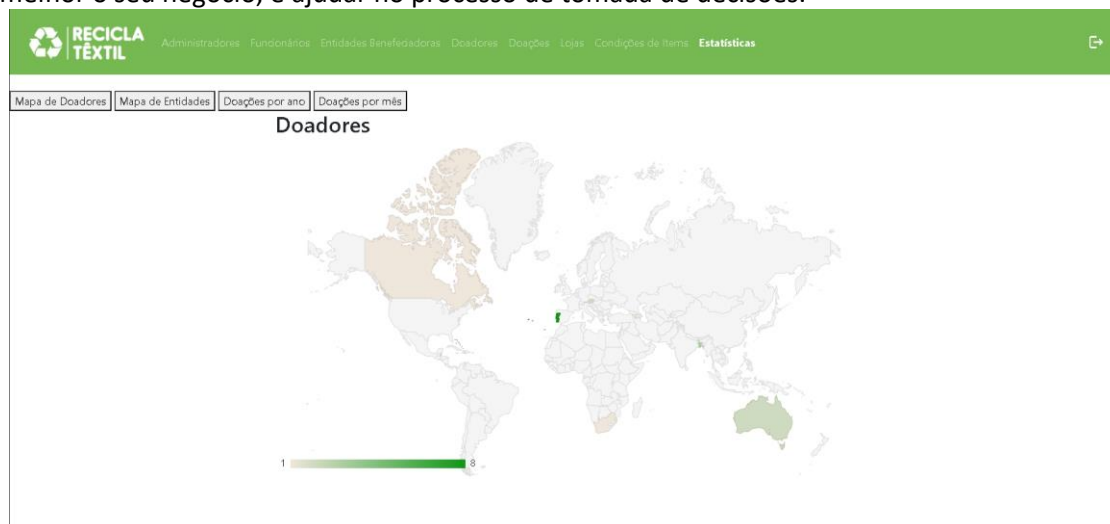 melhor o seu negócio, e ajudar no processo de tomada de decisões.
RECICLA
TÊXTIL
Administradores Funcionários Entidades Benefeciadoras Doadores Doações Lojas Condições de Items Estatísticas
Mapa de Doadores Mapa de Entidades Doações por ano Doações por mês
Doadores
1 8